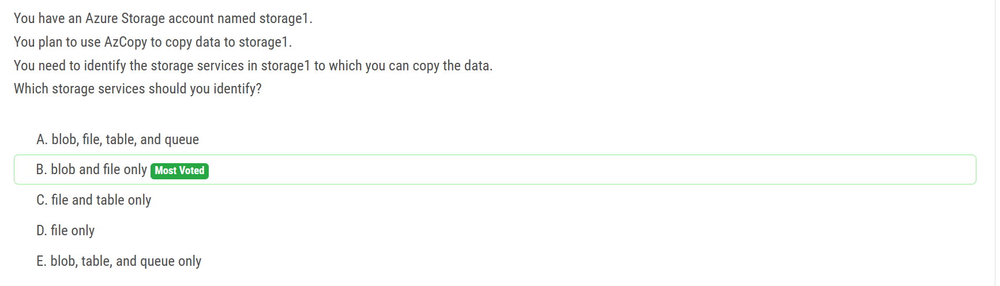 You have an Azure Storage account named storage1.
You plan to use AzCopy to copy data to storage1.
You need to identify the storage services in storage1 to which you can copy the data.
Which storage services should you identify?
A. blob, file, table, and queue
B. blob and file only Most Voted
C. file and table only
D. file only
E. blob, table, and queue only